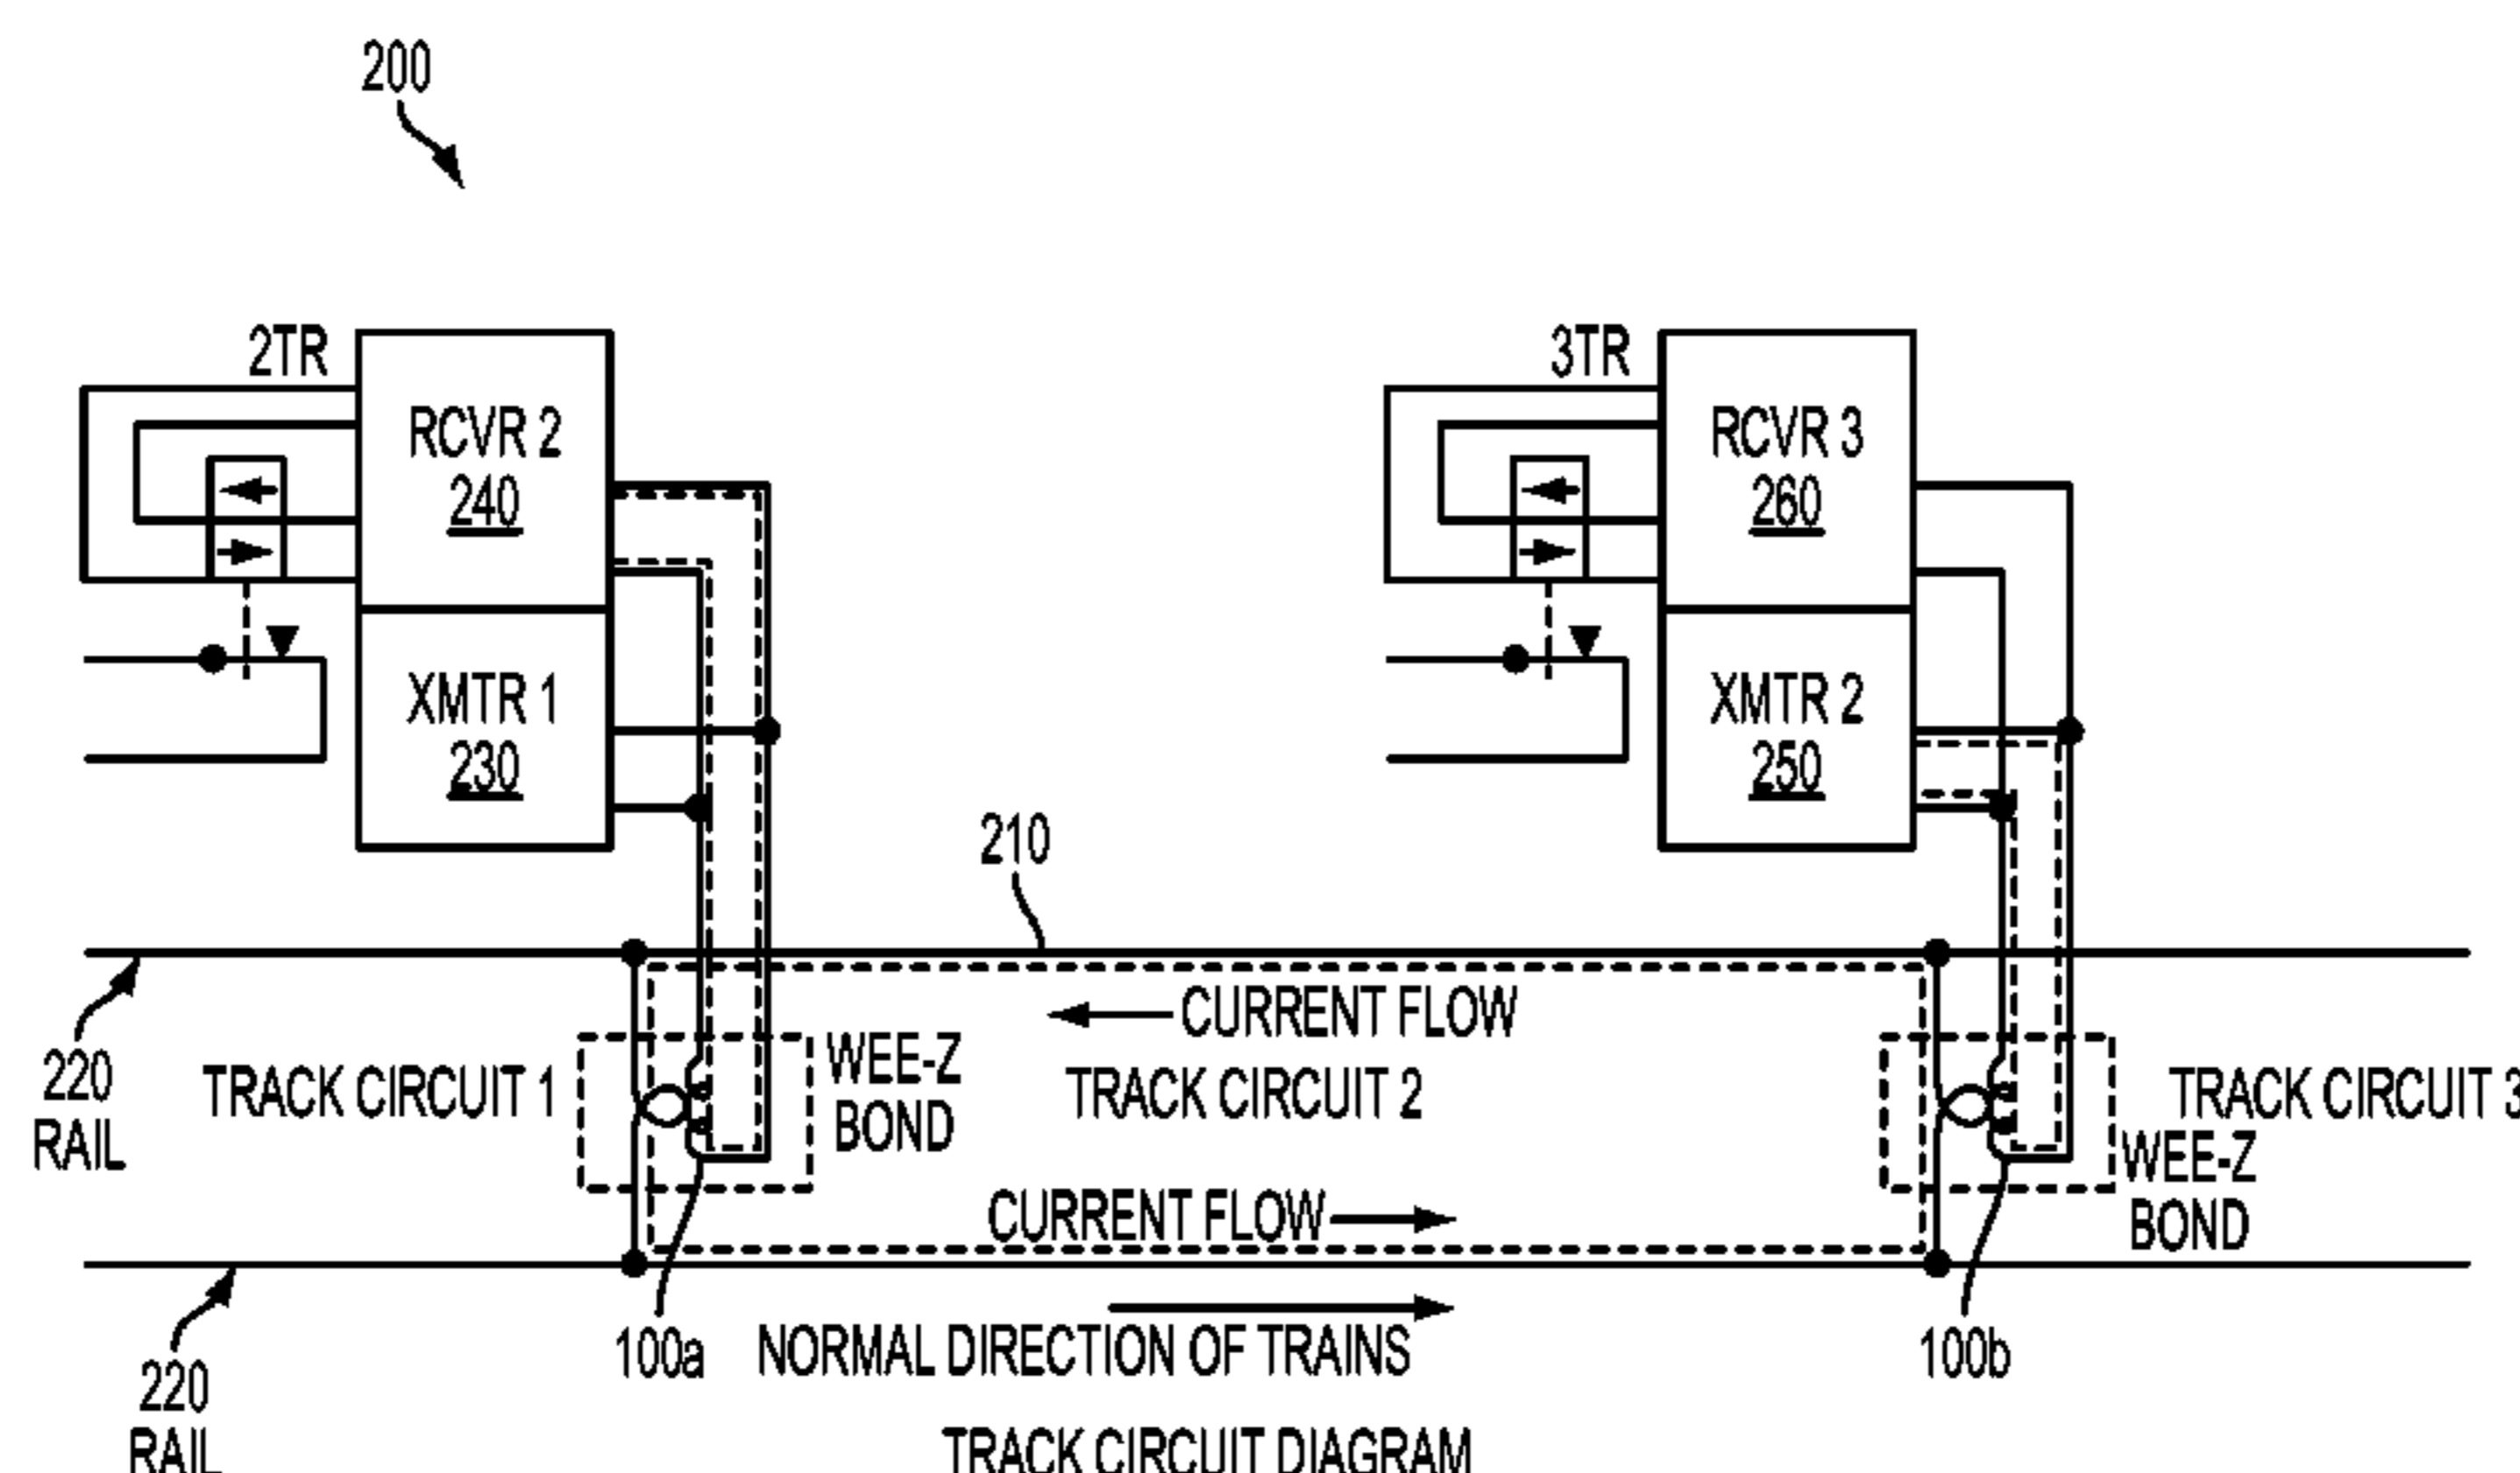 200
2TR
RCVR 2
240
XMTR 1
230
3TR
RCVR 3
260
XMTR 2
250
210
CURRENT FLOW
220
RAIL
TRACK CIRCUIT 1
WEE-Z
BOND
TRACK CIRCUIT 2
TRACK CIRCUIT 3
WEE-Z
BOND
CURRENT FLOW
100a
NORMAL DIRECTION OF TRAINS
100b
220
RAIL
TRACK CIRCUIT DIAGRAM